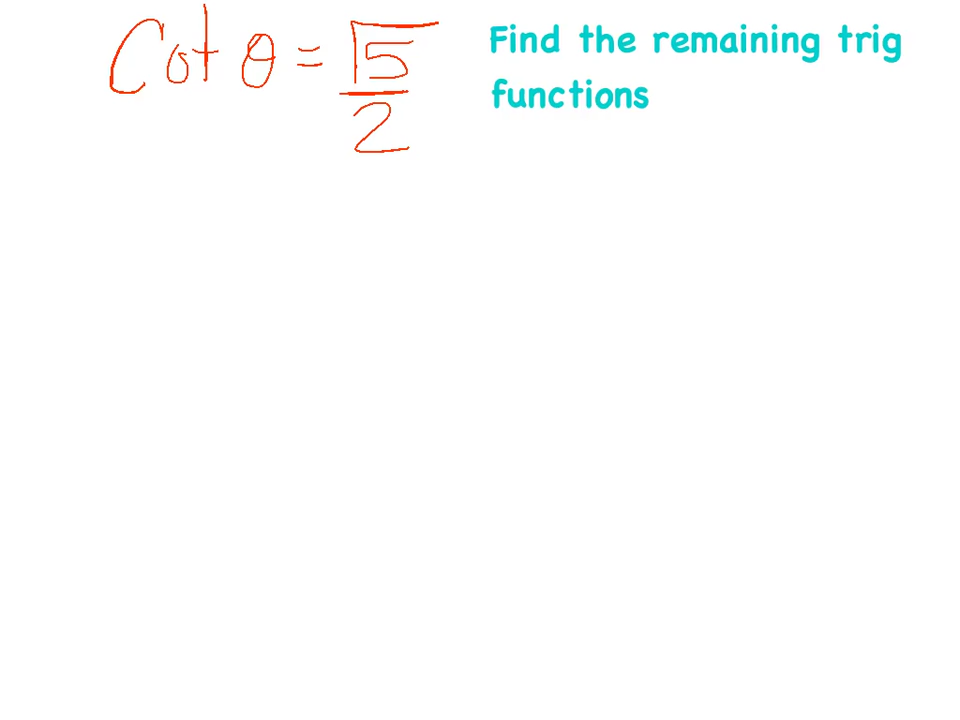 Cot θ = √5/2
Find the remaining trig
functions